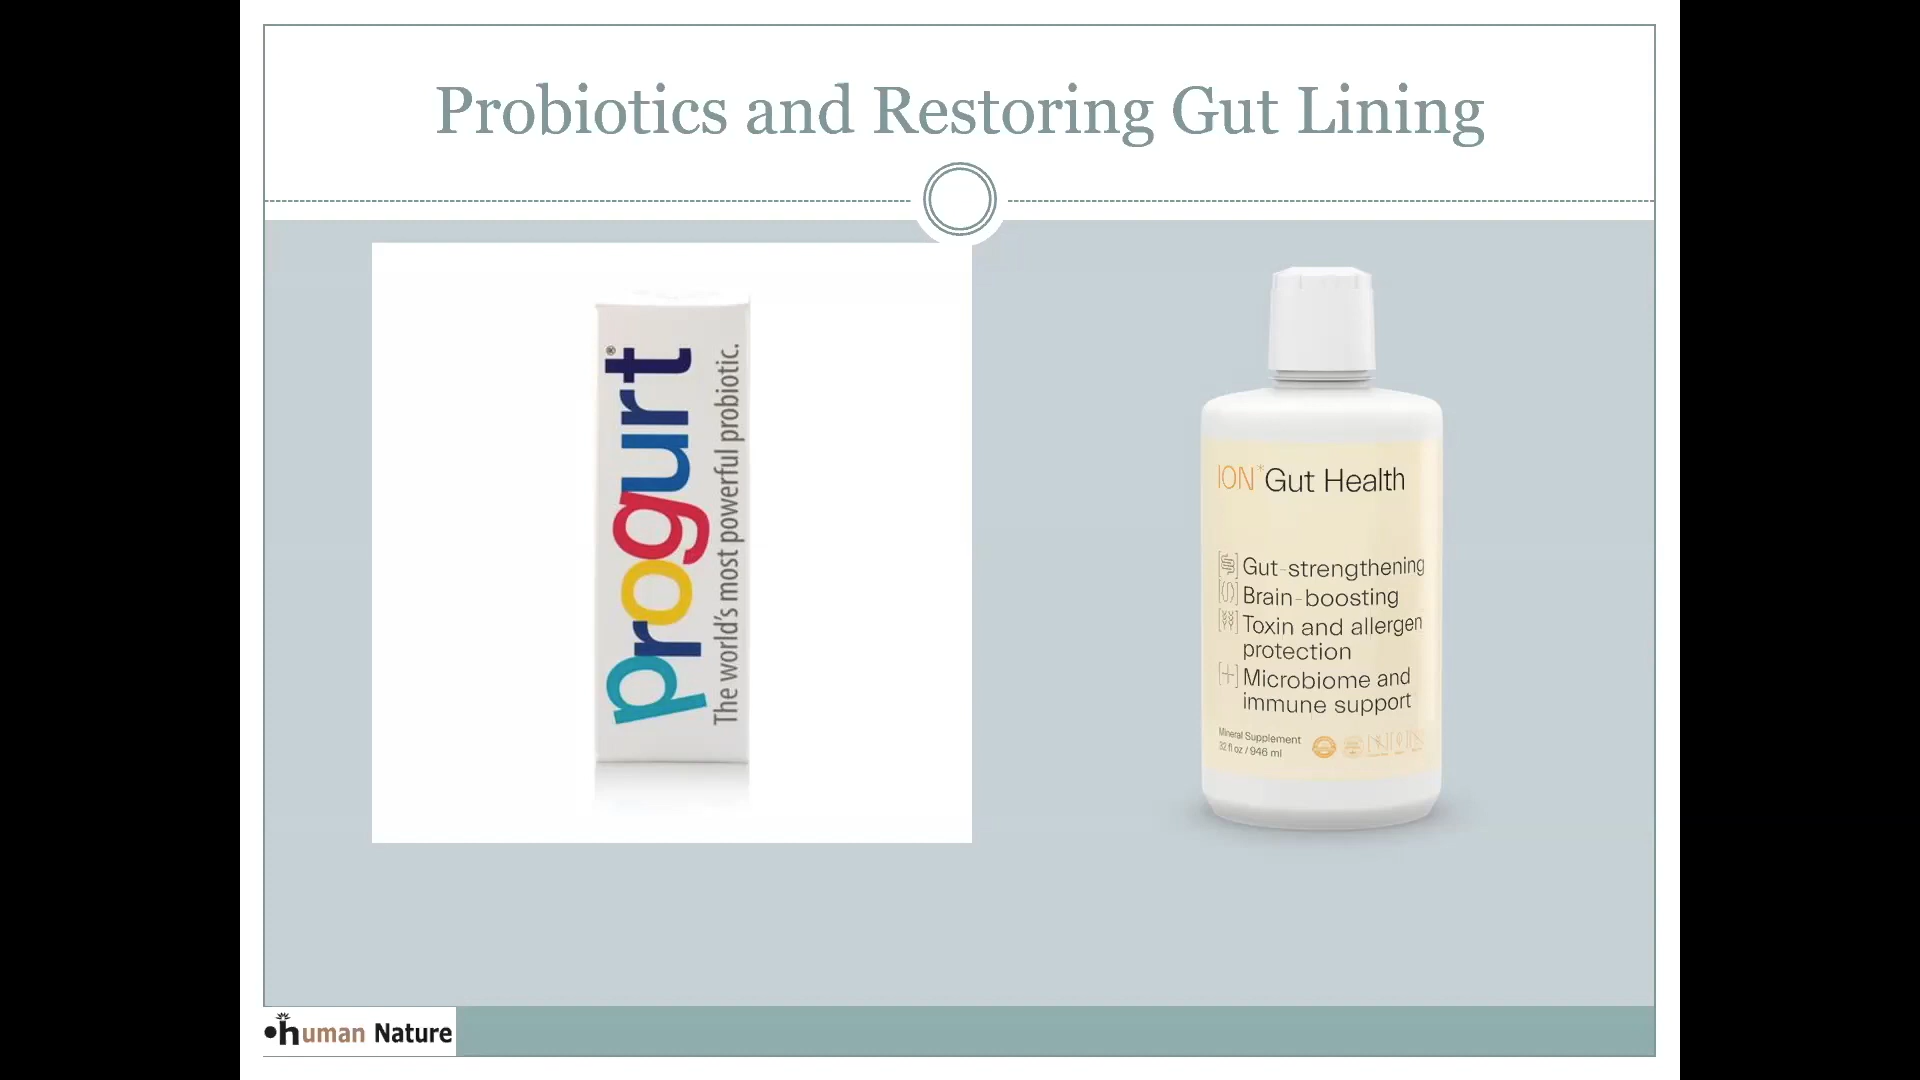 Probiotics and Restoring Gut Lining
progurt®
The world's most powerful probiotic.
ION* Gut Health
Gut-strengthening
Brain-boosting
Toxin and allergen
protection
Microbiome and
immune support
Mineral Supplement
32 fl oz / 946 ml
human Nature